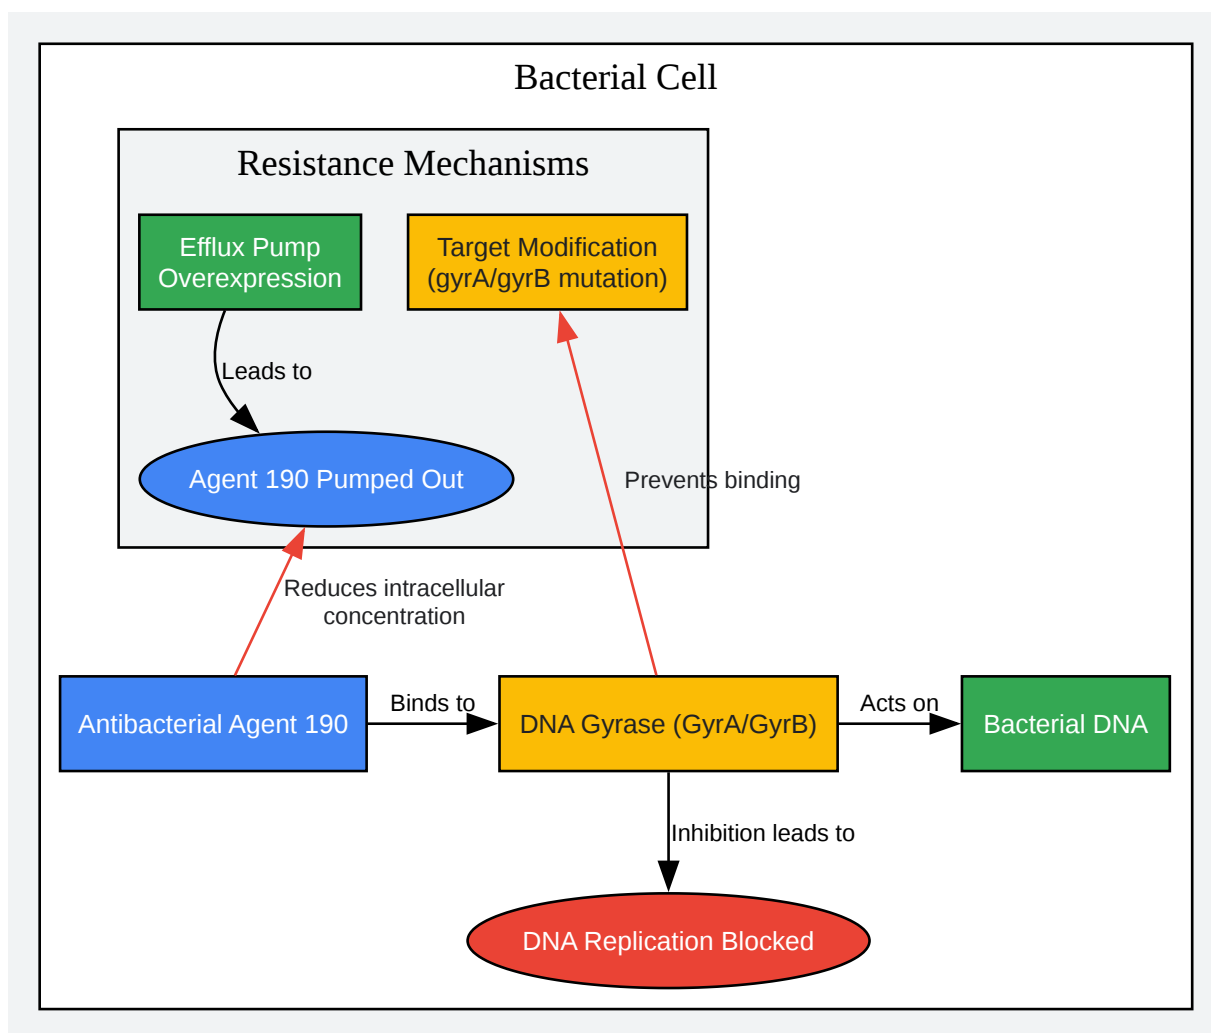 Bacterial Cell
Resistance Mechanisms
Efflux Pump
Overexpression
Target Modification
(gyrA/gyrB mutation)
Leads to
Agent 190 Pumped Out
Prevents binding
Reduces intracellular
concentration
Antibacterial Agent 190
Binds to
DNA Gyrase (GyrA/GyrB)
Acts on
Bacterial DNA
Inhibition leads to
DNA Replication Blocked